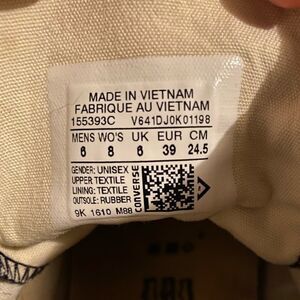 MADE IN VIETNAM
FABRIQUE AU VIETNAM
155393C V641DJ0K01198
MENS WO'S UK EUR CM
6 8 6 39 24.5
GENDER: UNISEX
UPPER: TEXTILE
LINING: TEXTILE
OUTSOLE: RUBBER
9K 1610 M88
CONVERSE